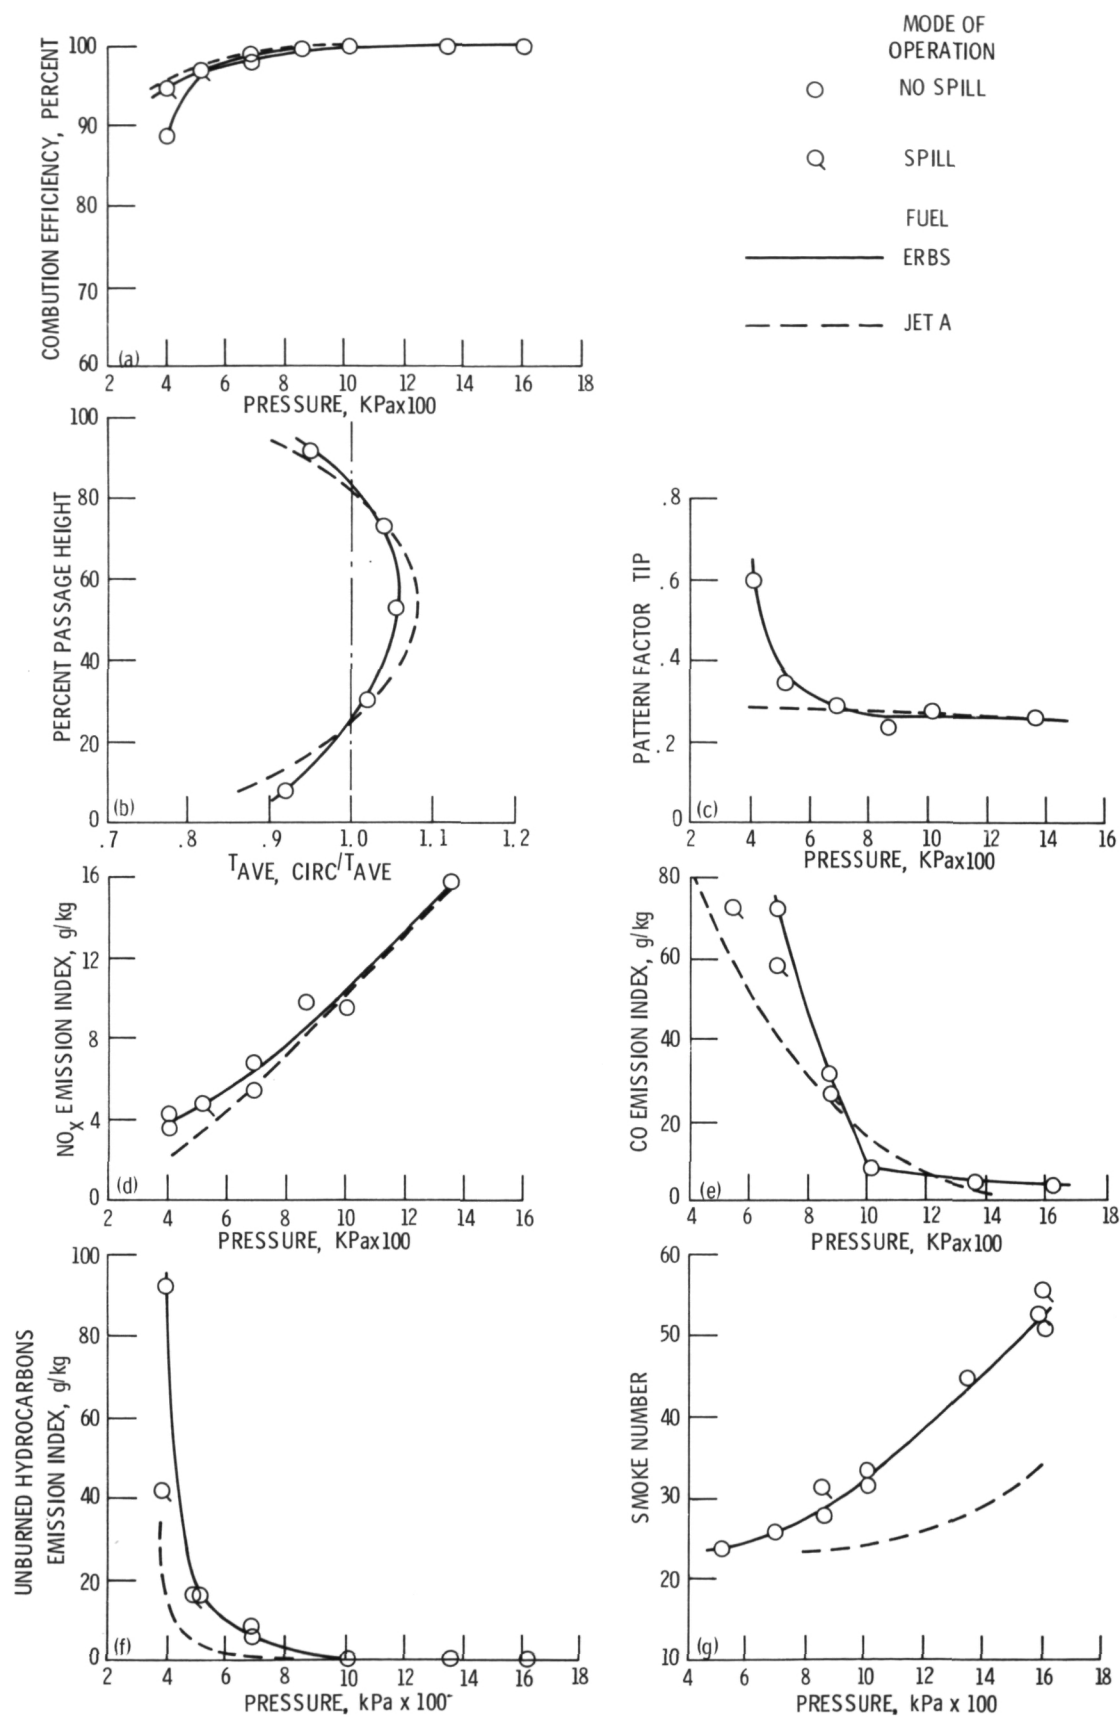 MODE OF
OPERATION
NO SPILL
SPILL
FUEL
ERBS
JET A
COMBUTION EFFICIENCY, PERCENT
100
90
80
70
60
(a)
2 4 6 8 10 12 14 16 18
PRESSURE, KPax100
PERCENT PASSAGE HEIGHT
100
80
60
40
20
0
(b)
.7 .8 .9 1.0 1.1 1.2
TAVE, CIRC/TAVE
PATTERN FACTOR TIP
.8
.6
.4
.2
0
(c)
2 4 6 8 10 12 14 16
PRESSURE, KPax100
NOX EMISSION INDEX, g/kg
16
12
8
4
0
(d)
2 4 6 8 10 12 14 16
PRESSURE, KPax100
CO EMISSION INDEX, g/kg
80
60
40
20
0
(e)
4 6 8 10 12 14 16 18
PRESSURE, KPax100
UNBURNED HYDROCARBONS
EMISSION INDEX, g/kg
100
80
60
40
20
0
(f)
2 4 6 8 10 12 14 16 18
PRESSURE, kPa x 100
SMOKE NUMBER
60
50
40
30
20
10
(g)
4 6 8 10 12 14 16 18
PRESSURE, kPa x 100